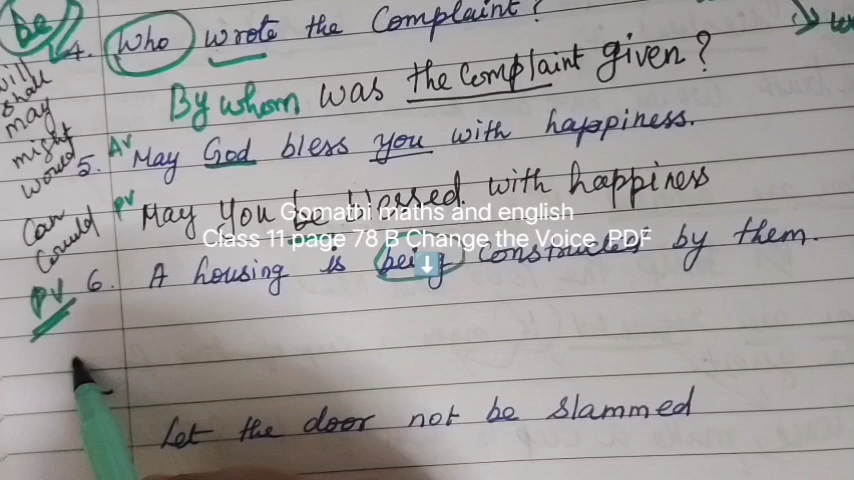 be
4. Who wrote the Complaint?
By whom was the Complaint given?
will
shall
may
might
would
Can
Could
5. AV May God bless you with happiness.
PV May you be blessed with happiness
Gomathi maths and english
Class 11 page 78 B Change the Voice PDF
PV 6. A housing is being constructed by them.
Let the door not be slammed